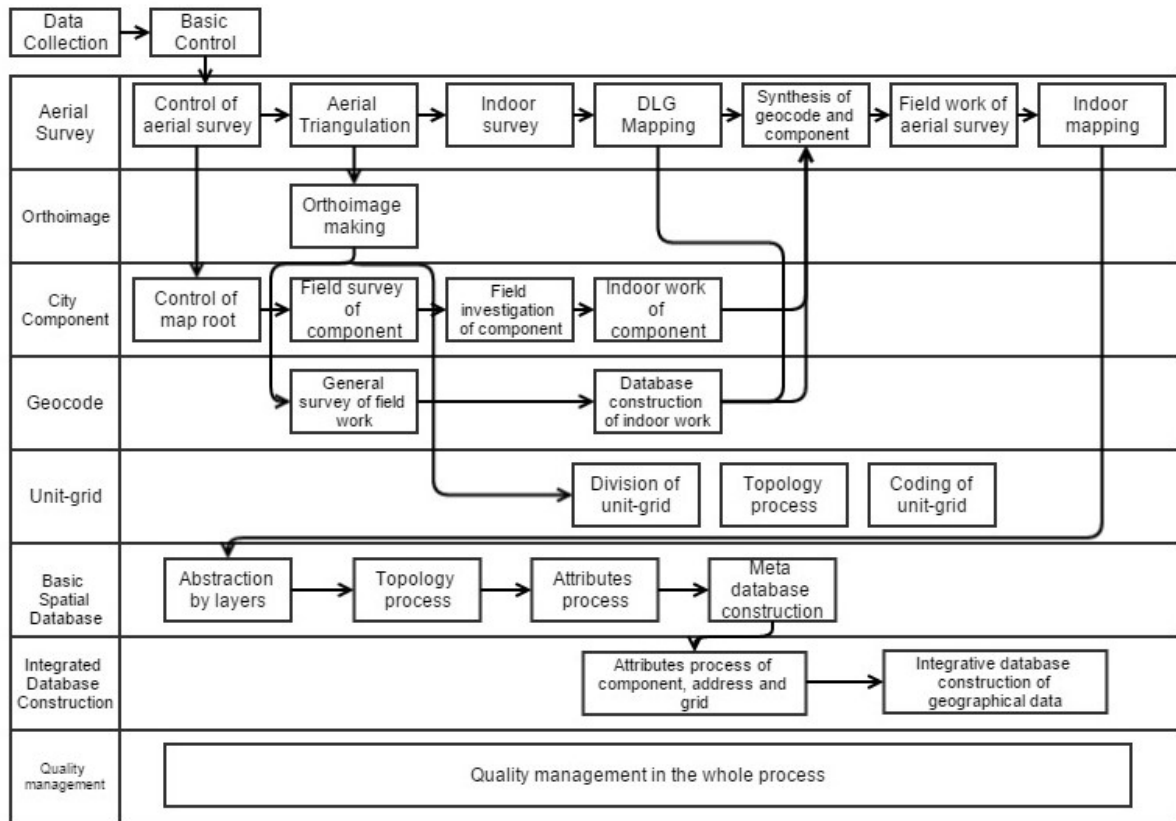 Data
Collection
Basic
Control
Aerial
Survey
Control of
aerial survey
Aerial
Triangulation
Indoor
survey
DLG
Mapping
Synthesis of
geocode and
component
Field work of
aerial survey
Indoor
mapping
Orthoimage
Orthoimage
making
City
Component
Control of
map root
Field survey
of
component
Field
investigation
of component
Indoor work
of
component
Geocode
General
survey of field
work
Database
construction
of indoor work
Unit-grid
Division of
unit-grid
Topology
process
Coding of
unit-grid
Basic
Spatial
Database
Abstraction
by layers
Topology
process
Attributes
process
Meta
database
construction
Integrated
Database
Construction
Attributes process of
component, address and
grid
Integrative database
construction of
geographical data
Quality
management
Quality management in the whole process